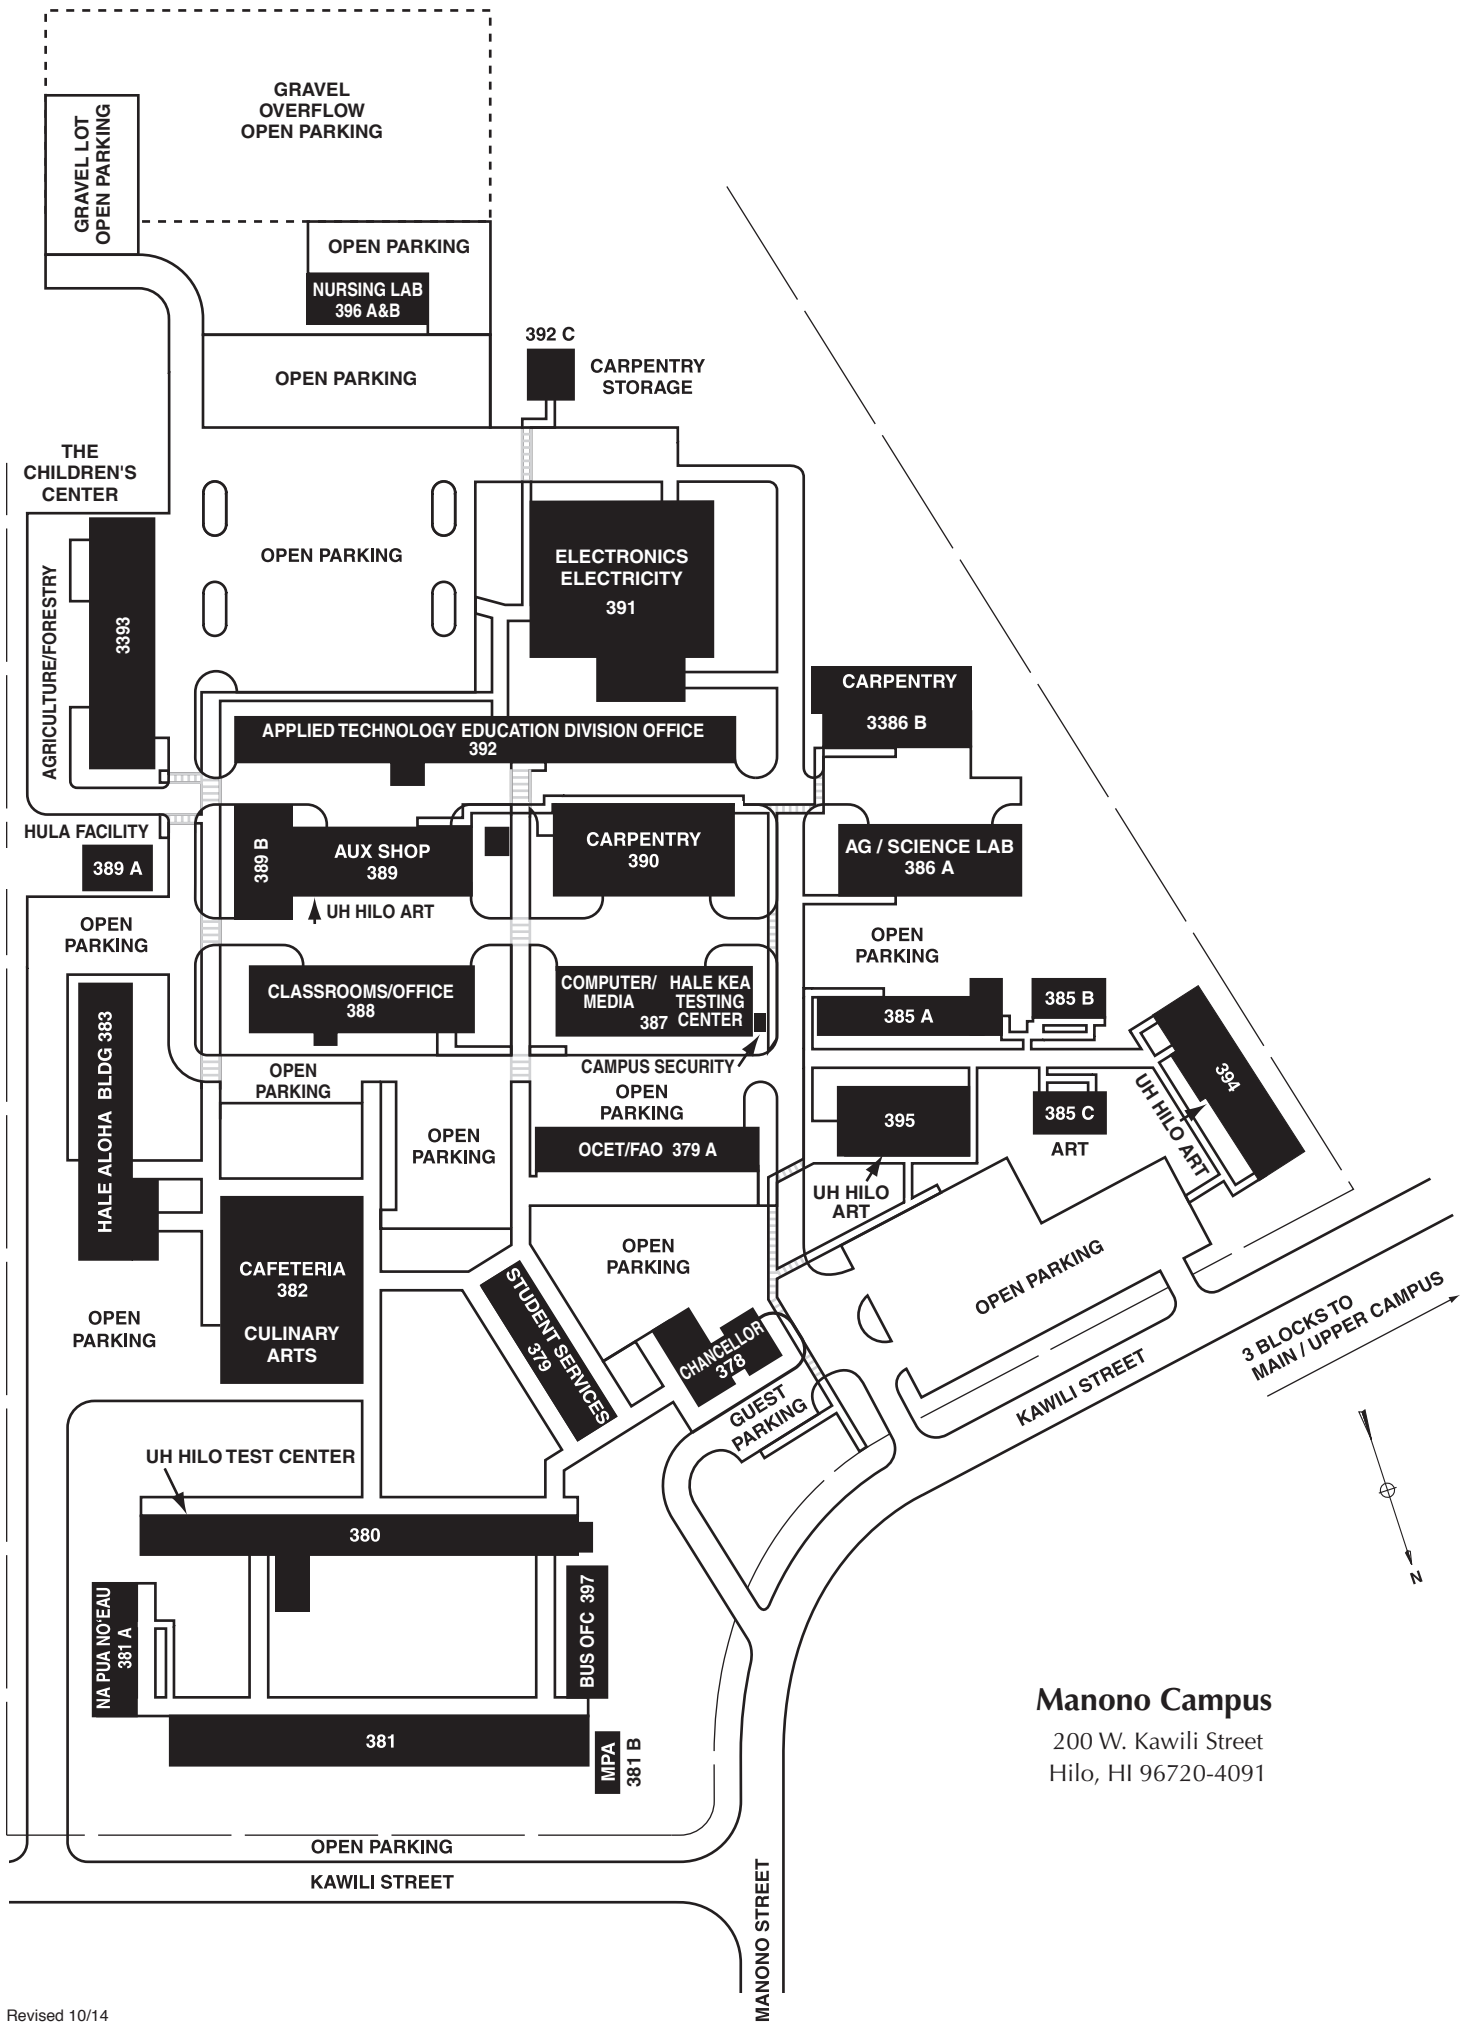 GRAVEL
OVERFLOW
OPEN PARKING
GRAVEL LOT
OPEN PARKING
OPEN PARKING
NURSING LAB
396 A&B
392 C
CARPENTRY
STORAGE
OPEN PARKING
THE
CHILDREN'S
CENTER
AGRICULTURE/FORESTRY
3393
OPEN PARKING
ELECTRONICS
ELECTRICITY
391
CARPENTRY
3386 B
APPLIED TECHNOLOGY EDUCATION DIVISION OFFICE
392
HULA FACILITY
389 A
389 B
AUX SHOP
389
UH HILO ART
CARPENTRY
390
AG / SCIENCE LAB
386 A
OPEN
PARKING
OPEN
PARKING
HALE ALOHA BLDG 383
CLASSROOMS/OFFICE
388
COMPUTER/
MEDIA
387
HALE KEA
TESTING
CENTER
CAMPUS SECURITY
385 A
385 B
394
UH HILO ART
OPEN
PARKING
OPEN
PARKING
OPEN
PARKING
OCET/FAO 379 A
395
UH HILO
ART
385 C
ART
CAFETERIA
382
CULINARY
ARTS
OPEN
PARKING
STUDENT SERVICES
379
OPEN
PARKING
CHANCELLOR
378
GUEST
PARKING
OPEN PARKING
KAWILI STREET
3 BLOCKS TO
MAIN / UPPER CAMPUS
N
UH HILO TEST CENTER
380
NA PUA NO'EAU
381 A
BUS OFC 397
381
MPA
381 B
Manono Campus
200 W. Kawili Street
Hilo, HI 96720-4091
OPEN PARKING
KAWILI STREET
MANONO STREET
Revised 10/14